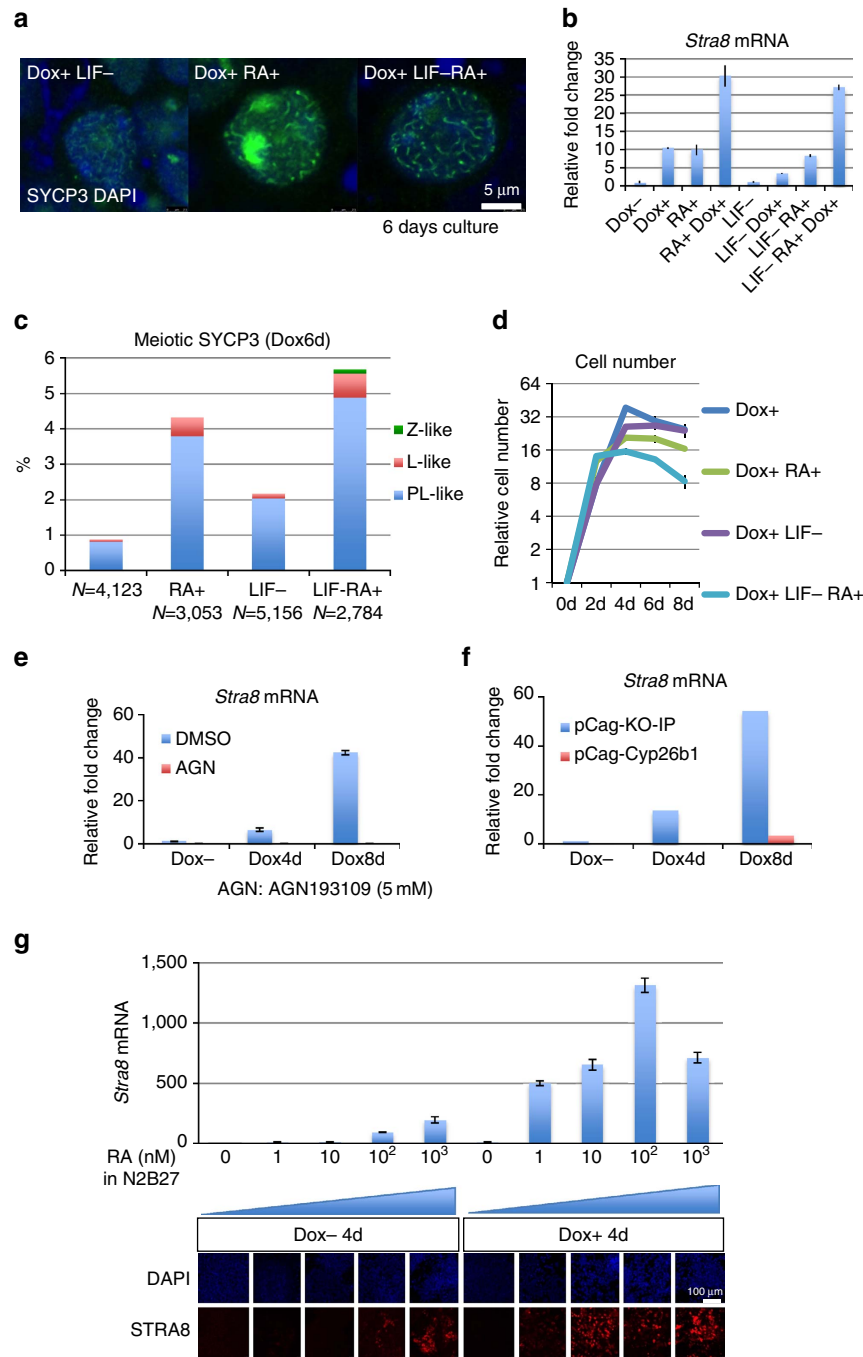 a
Dox+ LIF–
Dox+ RA+
Dox+ LIF–RA+
SYCP3 DAPI
5 μm
6 days culture
b
Stra8 mRNA
Relative fold change
35
30
25
20
15
10
5
0
Dox–
Dox+
RA+
RA+ Dox+
LIF–
LIF– Dox+
LIF– RA+
LIF– RA+ Dox+
c
Meiotic SYCP3 (Dox6d)
%
6
5
4
3
2
1
0
Z-like
L-like
PL-like
RA+
LIF–
LIF-RA+
N=4,123
N=3,053
N=5,156
N=2,784
d
Cell number
Relative cell number
64
32
16
8
4
2
1
0d 2d 4d 6d 8d
Dox+
Dox+ RA+
Dox+ LIF–
Dox+ LIF– RA+
e
Stra8 mRNA
Relative fold change
60
40
20
0
DMSO
AGN
Dox–
Dox4d
Dox8d
AGN: AGN193109 (5 mM)
f
Stra8 mRNA
Relative fold change
60
40
20
0
pCag-KO-IP
pCag-Cyp26b1
Dox–
Dox4d
Dox8d
g
Stra8 mRNA
1,500
1,000
500
0
RA (nM) 0 1 10 10² 10³ 0 1 10 10² 10³
in N2B27
Dox– 4d
Dox+ 4d
DAPI
100 μm
STRA8